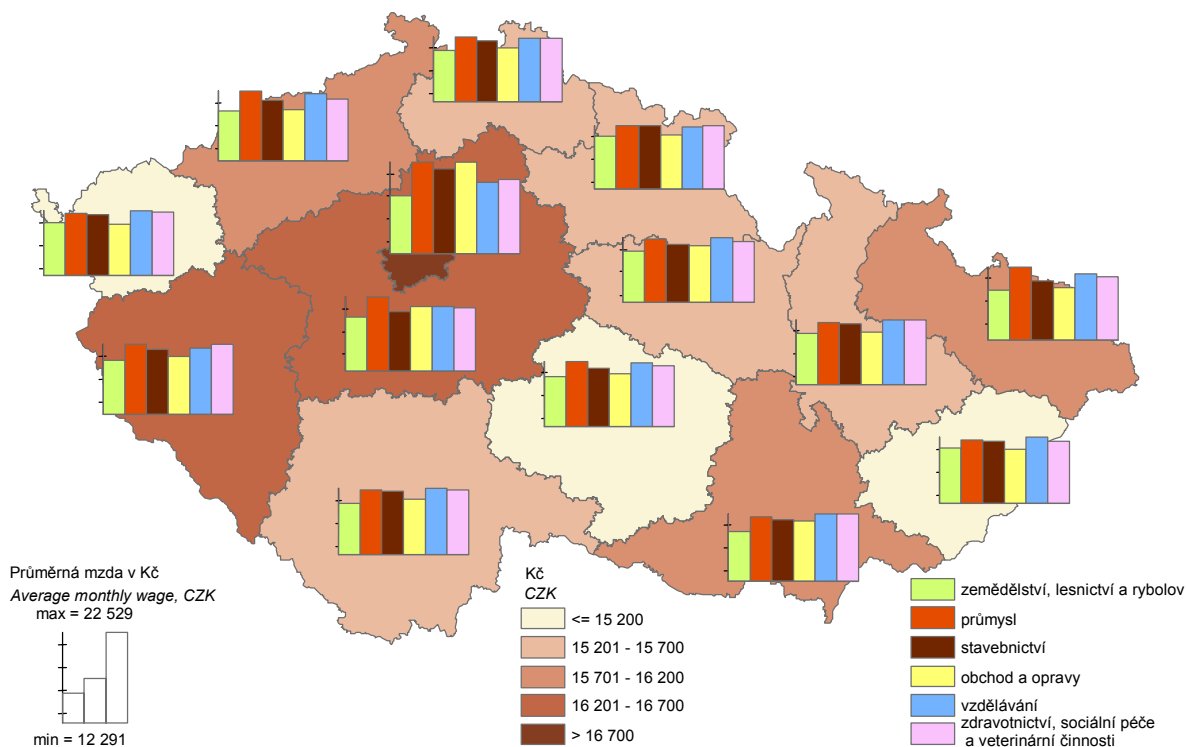 Průměrná mzda v Kč
Average monthly wage, CZK
max = 22 529
min = 12 291
Kč
CZK
<= 15 200
15 201 - 15 700
15 701 - 16 200
16 201 - 16 700
> 16 700
zemědělství, lesnictví a rybolov
průmysl
stavebnictví
obchod a opravy
vzdělávání
zdravotnictví, sociální péče
a veterinární činnosti